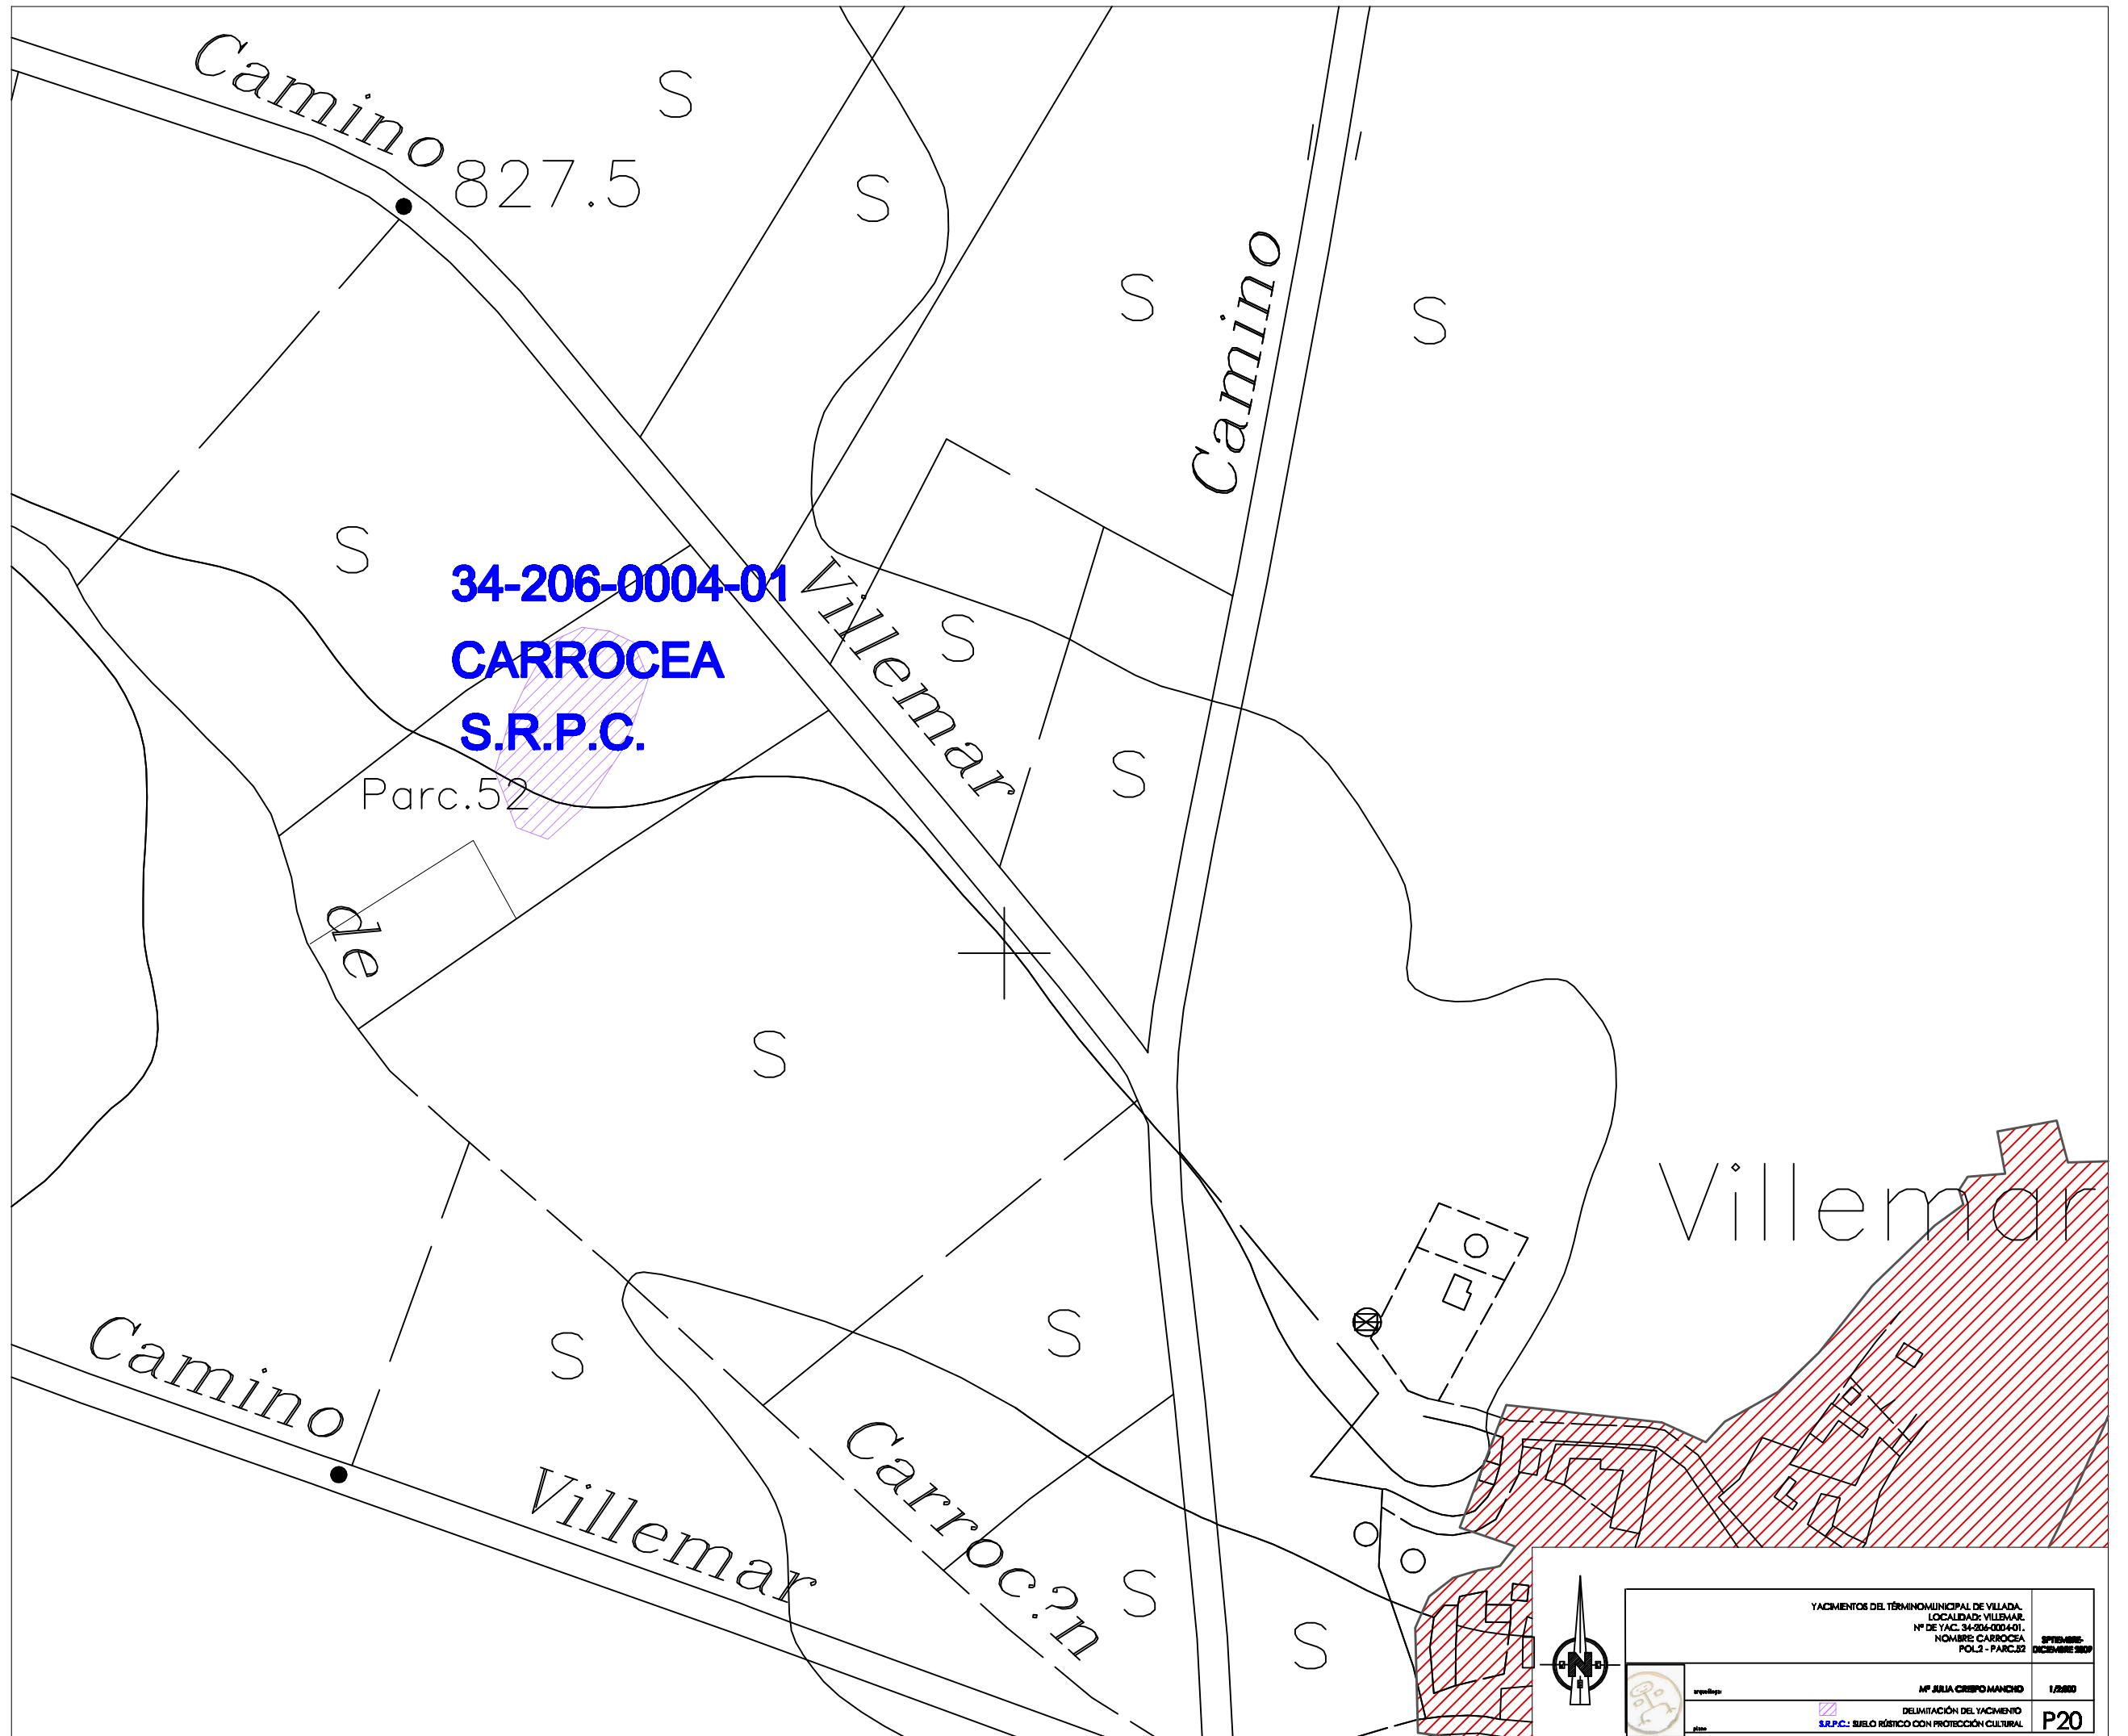 Camino
S
827.5
S
Camino
S
S
S
34-206-0004-01
CARROCEA
S.R.P.C.
Villemar
S
S
Parc.52
de
S
Villemar
Camino
S
S
Villemar
Carroc?n
S
S
YACIMIENTOS DEL TÉRMINOMUNICIPAL DE VILLADA.
LOCALIDAD: VILLEMAR.
Nº DE YAC. 34-206-0004-01.
NOMBRE: CARROCEA
POL.2 - PARC.52
N
Mª JULIA CRESPO MANCHO
DELIMITACIÓN DEL YACIMIENTO
S.R.P.C.: SUELO RÚSTICO CON PROTECCIÓN CULTURAL
P20